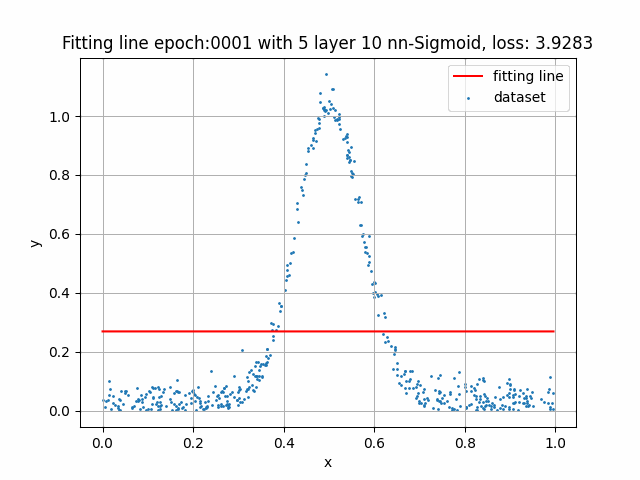 Fitting line epoch:0001 with 5 layer 10 nn-Sigmoid, loss: 3.9283
fitting line
dataset
1.0
0.8
0.6
0.4
0.2
0.0
y
0.0 0.2 0.4 0.6 0.8 1.0
x